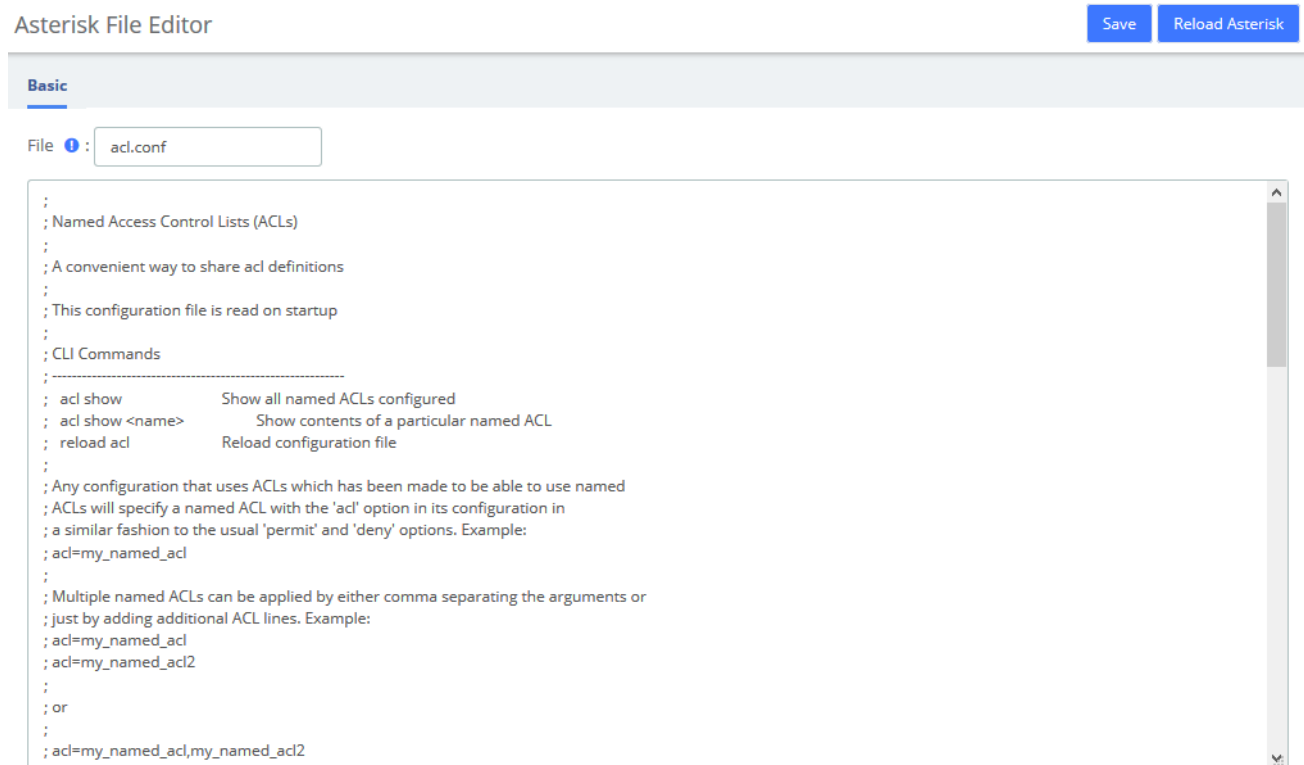 Asterisk File Editor
Save
Reload Asterisk
Basic
File ! :
acl.conf
;
; Named Access Control Lists (ACLs)
;
; A convenient way to share acl definitions
;
; This configuration file is read on startup
;
; CLI Commands
; -----------------------------------------------------------
;  acl show                   Show all named ACLs configured
;  acl show <name>             Show contents of a particular named ACL
;  reload acl                 Reload configuration file
;
; Any configuration that uses ACLs which has been made to be able to use named
; ACLs will specify a named ACL with the 'acl' option in its configuration in
; a similar fashion to the usual 'permit' and 'deny' options. Example:
; acl=my_named_acl
;
; Multiple named ACLs can be applied by either comma separating the arguments or
; just by adding additional ACL lines. Example:
; acl=my_named_acl
; acl=my_named_acl2
;
; or
;
; acl=my_named_acl,my_named_acl2